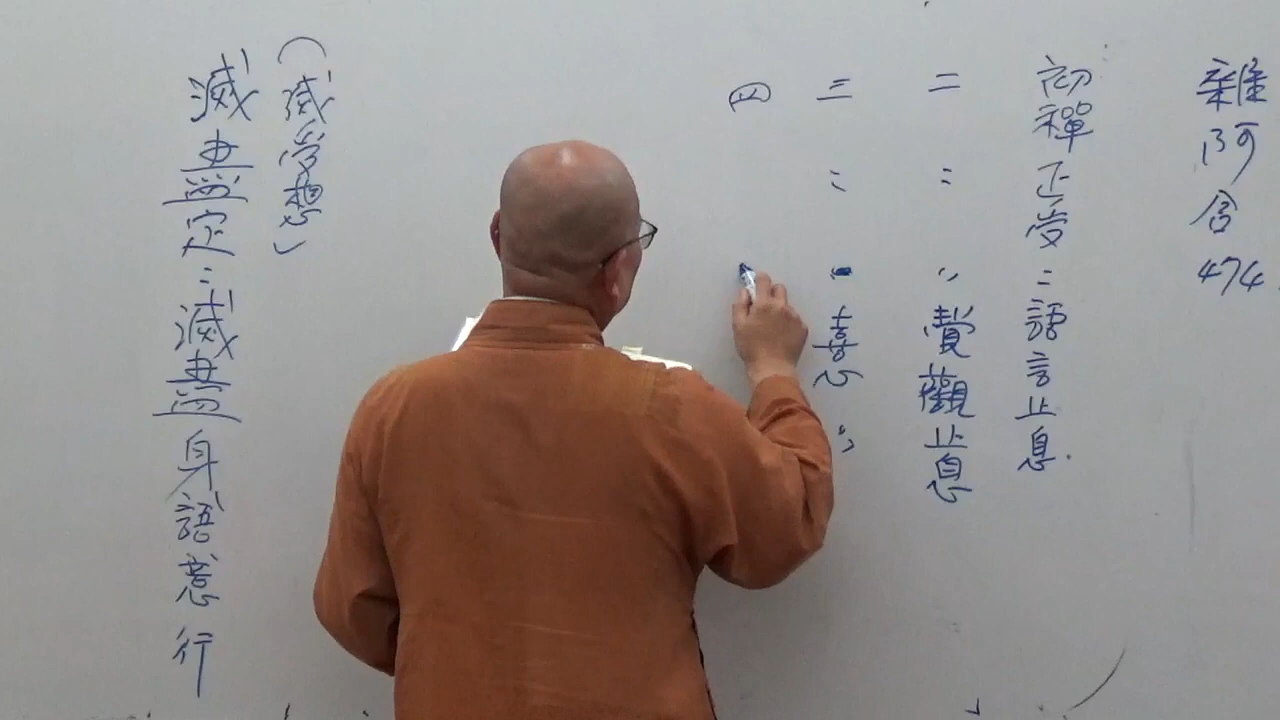 雜阿含474
初禪正受：語言止息.
二 〃 〃 覺觀止息
三 〃 〃 喜心 〃
四
(滅受想)
滅盡定：滅盡身語意行